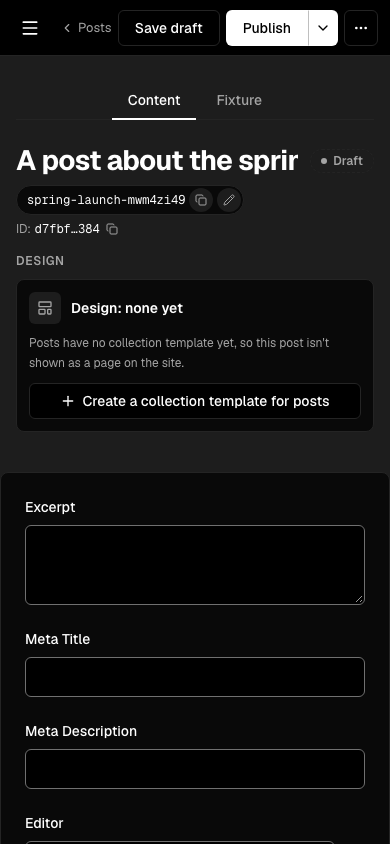 Posts
Save draft
Publish
Content
Fixture
A post about the sprir
Draft
spring-launch-mwm4zi49
ID: d7fbf…384
DESIGN
Design: none yet
Posts have no collection template yet, so this post isn't
shown as a page on the site.
Create a collection template for posts
Excerpt
Meta Title
Meta Description
Editor